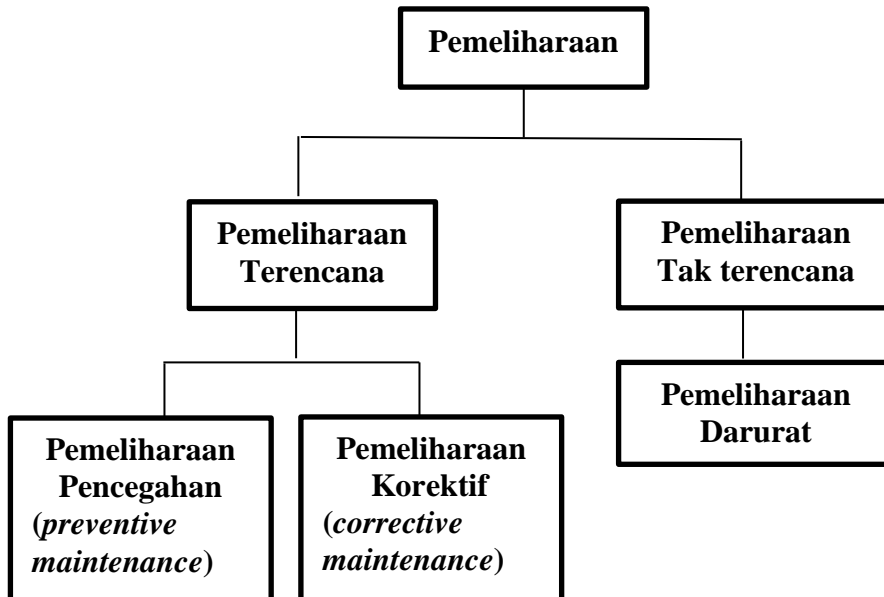 Pemeliharaan
Pemeliharaan
Terencana
Pemeliharaan
Tak terencana
Pemeliharaan
Pencegahan
(preventive
maintenance)
Pemeliharaan
Korektif
(corrective
maintenance)
Pemeliharaan
Darurat